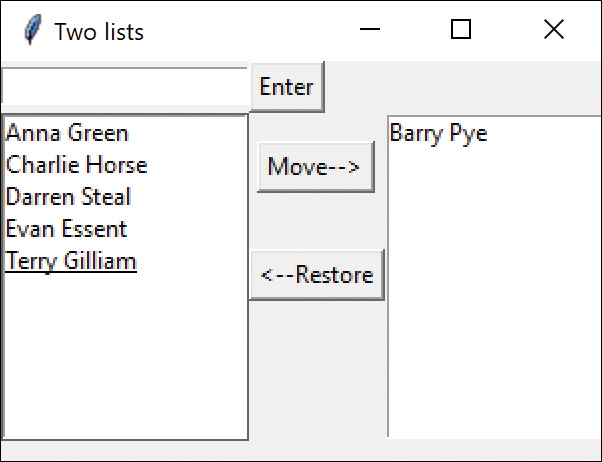 Two lists
Enter
Anna Green
Charlie Horse
Darren Steal
Evan Essent
Terry Gilliam
Move-->
<--Restore
Barry Pye